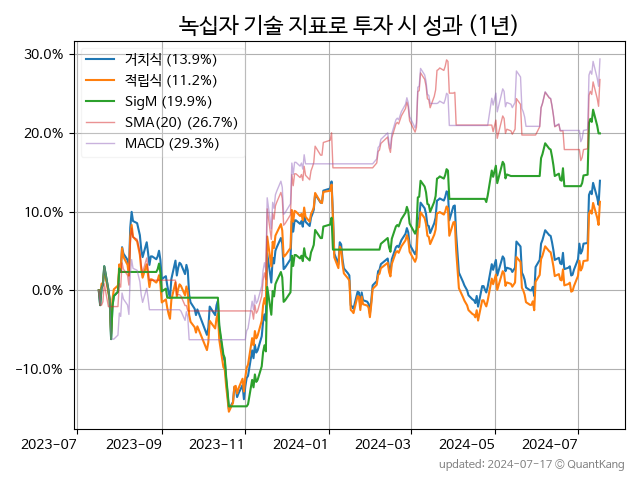 녹십자 기술 지표로 투자 시 성과 (1년)
30.0%
20.0%
10.0%
0.0%
−10.0%
거치식 (13.9%)
적립식 (11.2%)
SigM (19.9%)
SMA(20) (26.7%)
MACD (29.3%)
2023-07
2023-09
2023-11
2024-01
2024-03
2024-05
2024-07
updated: 2024-07-17 © QuantKang